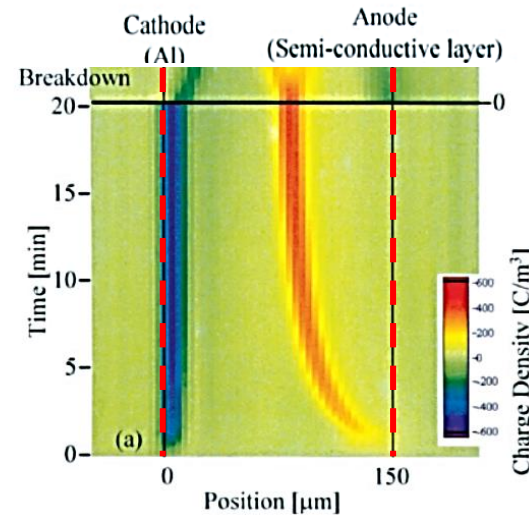 Cathode
(Al)
Anode
(Semi-conductive layer)
Breakdown
20
0
15
10
5
0
Time [min]
(a)
600
400
200
0
-200
-400
-600
Charge Density [C/m³]
0
150
Position [μm]